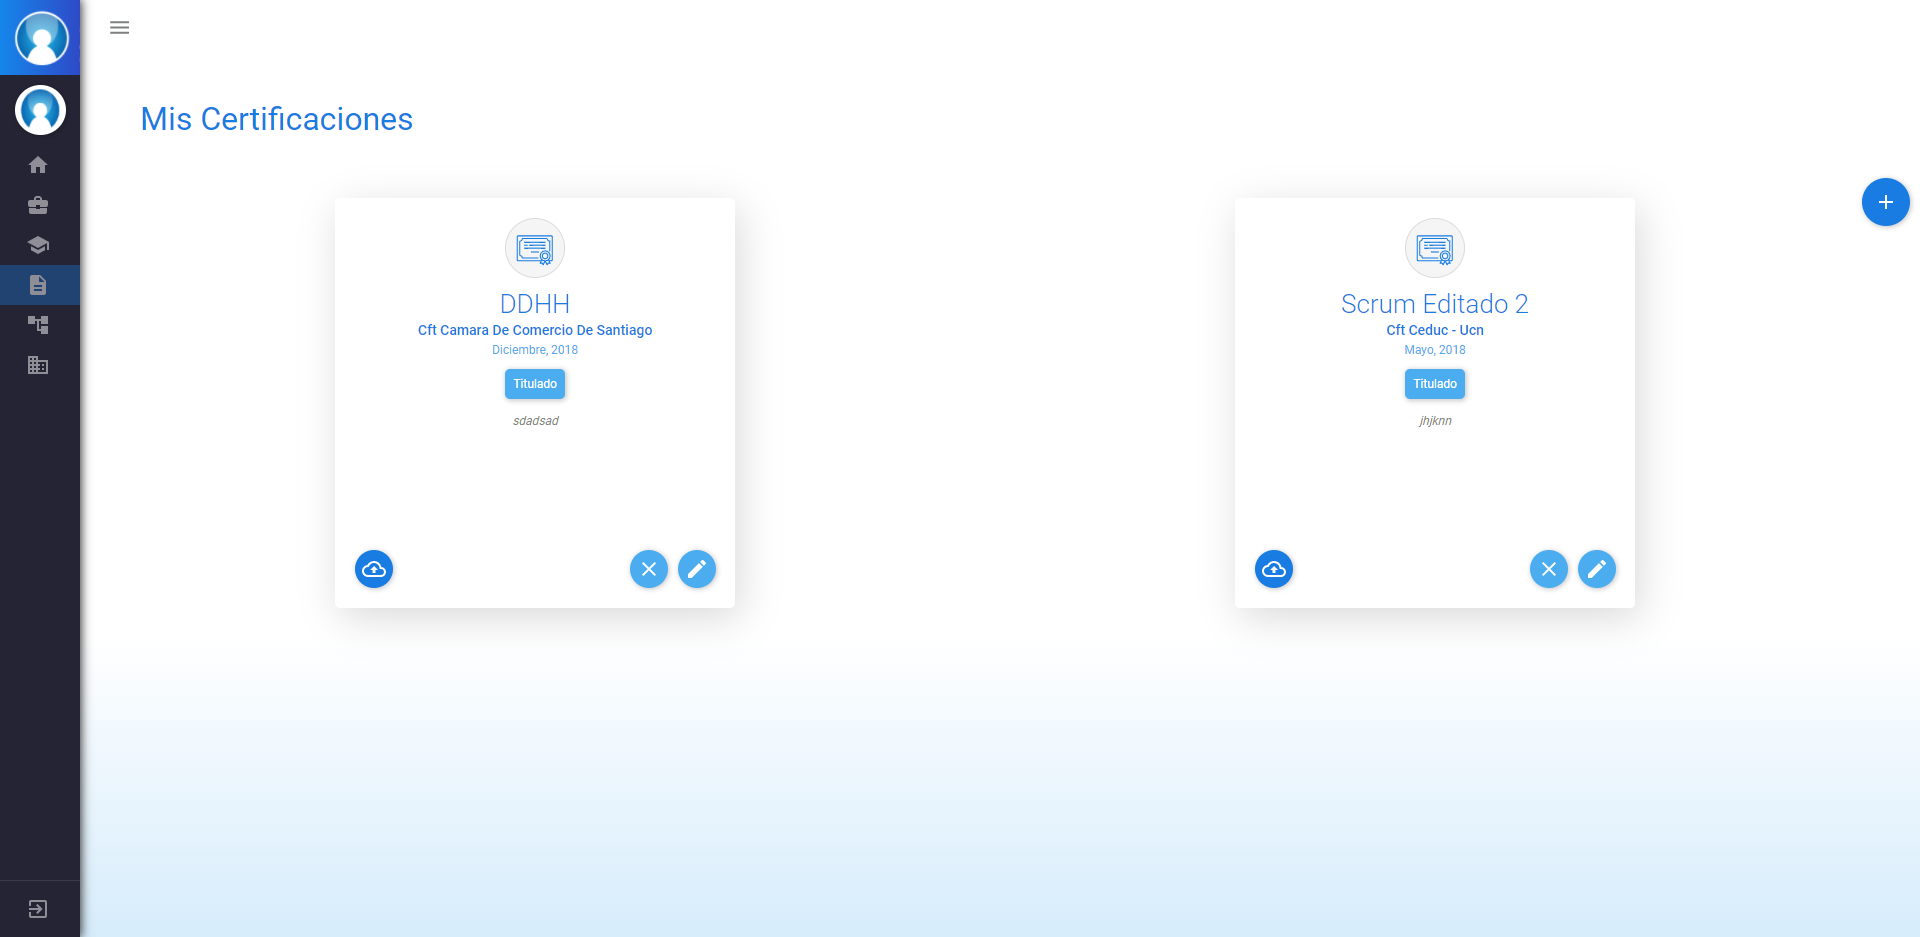 Mis Certificaciones
DDHH
Cft Camara De Comercio De Santiago
Diciembre, 2018
Titulado
sdadsad
Scrum Editado 2
Cft Ceduc - Ucn
Mayo, 2018
Titulado
jhjknn